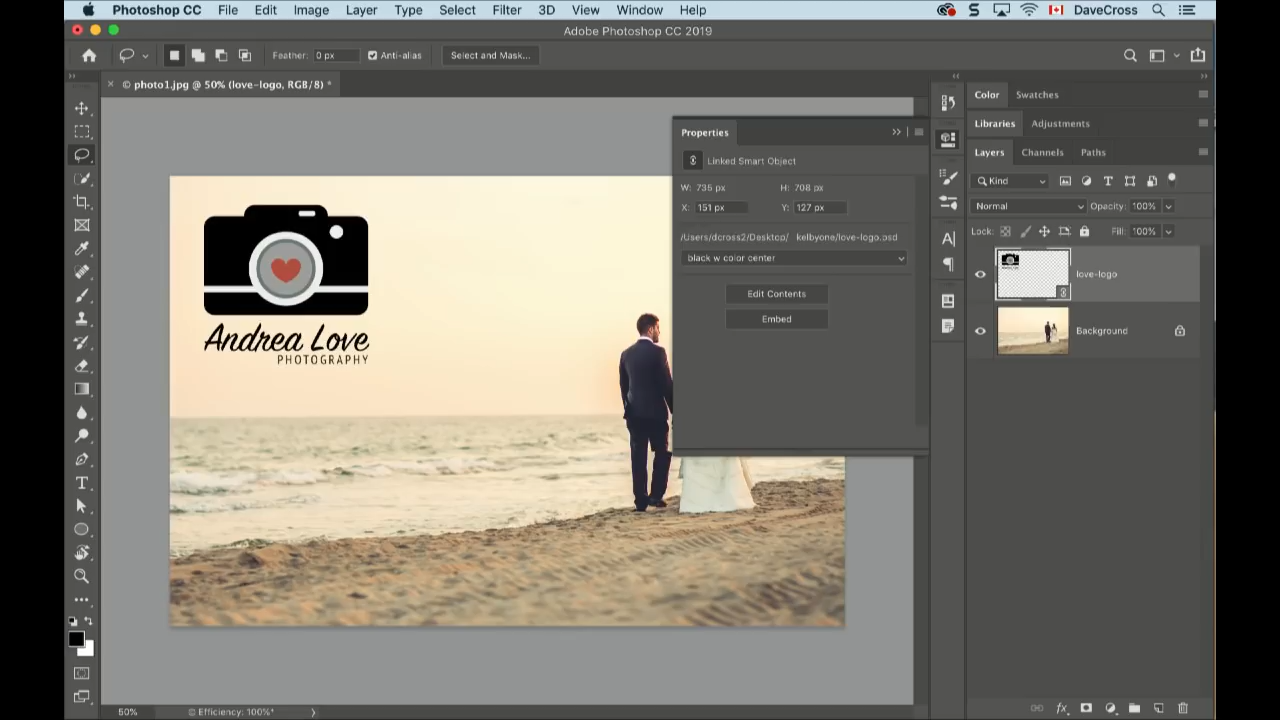 Photoshop CC File Edit Image Layer Type Select Filter 3D View Window Help DaveCross
Adobe Photoshop CC 2019
Feather: 0 px Anti-alias Select and Mask...
© photo1.jpg @ 50% (love-logo, RGB/8) *
Color Swatches
Properties
Libraries Adjustments
Layers Channels Paths
Linked Smart Object
Kind
W: 735 px H: 708 px
X: 151 px Y: 127 px
Normal Opacity: 100%
Lock: Fill: 100%
/Users/dcross2/Desktop/ kelbyone/love-logo.psd
black w color center
love-logo
Edit Contents
Embed
Background
Andrea Love
PHOTOGRAPHY
50% © Efficiency: 100%*